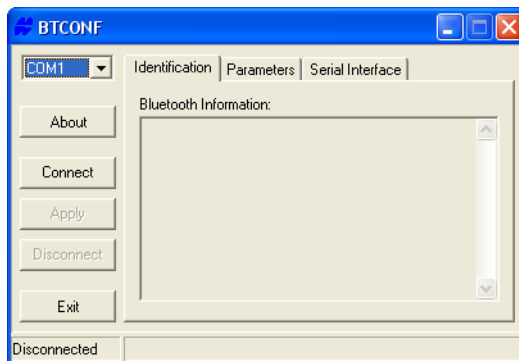 BTCONF
COM1
Identification
Parameters
Serial Interface
Bluetooth Information:
About
Connect
Apply
Disconnect
Exit
Disconnected